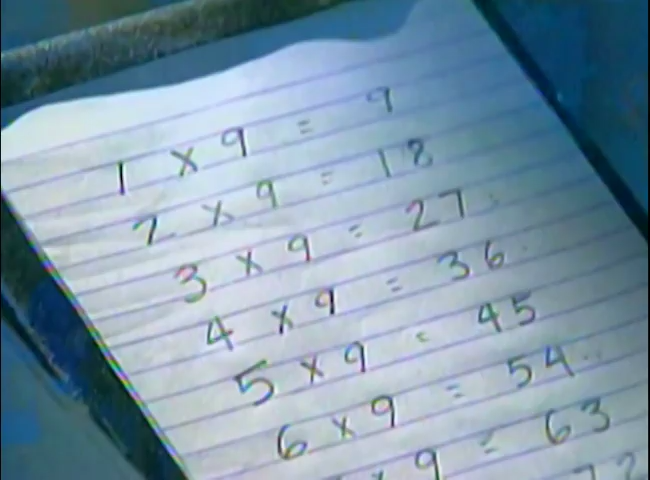 1 x 9 = 9
2 x 9 = 18
3 x 9 = 27
4 x 9 = 36
5 x 9 = 45
6 x 9 = 54
x 9 = 63
72